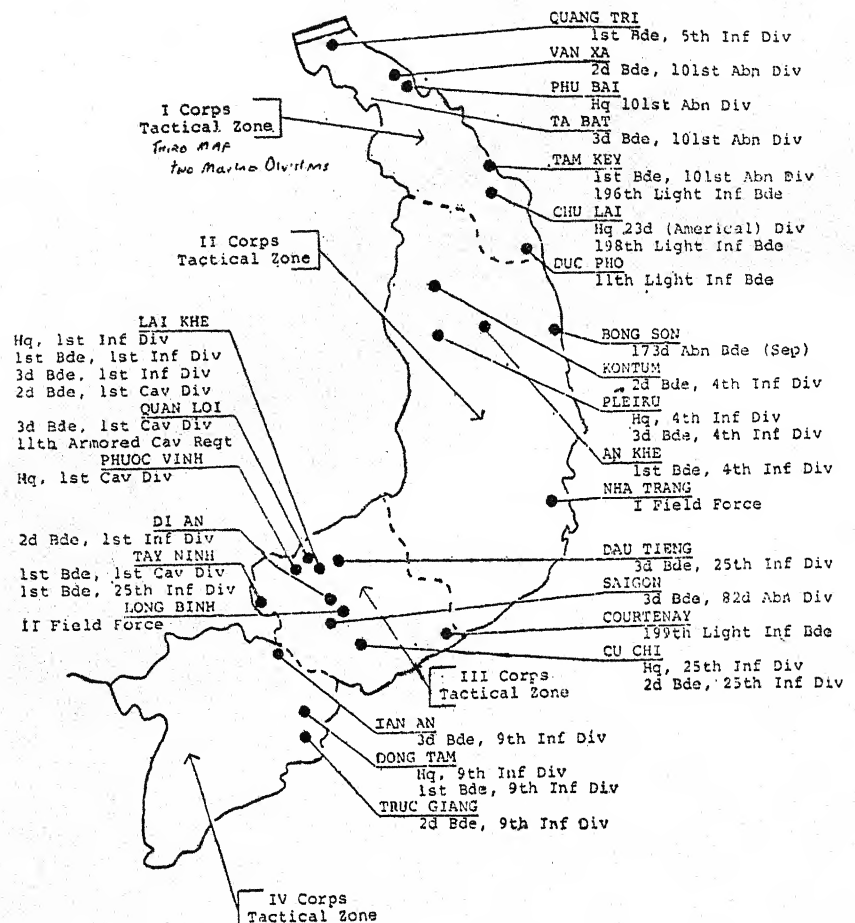 QUANG TRI
1st Bde, 5th Inf Div
VAN XA
2d Bde, 101st Abn Div
PHU BAI
Hq 101st Abn Div
TA BAT
3d Bde, 101st Abn Div
TAM KEY
1st Bde, 101st Abn Div
196th Light Inf Bde
CHU LAI
Hq 23d (Americal) Div
198th Light Inf Bde
DUC PHO
11th Light Inf Bde
I Corps
Tactical Zone
THIRD MAF
two Marine Divisions
II Corps
Tactical Zone
BONG SON
173d Abn Bde (Sep)
KONTUM
2d Bde, 4th Inf Div
PLEIRU
Hq, 4th Inf Div
3d Bde, 4th Inf Div
AN KHE
1st Bde, 4th Inf Div
NHA TRANG
I Field Force
LAI KHE
Hq, 1st Inf Div
1st Bde, 1st Inf Div
3d Bde, 1st Inf Div
2d Bde, 1st Cav Div
QUAN LOI
3d Bde, 1st Cav Div
11th Armored Cav Regt
PHUOC VINH
Hq, 1st Cav Div
DI AN
2d Bde, 1st Inf Div
TAY NINH
1st Bde, 1st Cav Div
1st Bde, 25th Inf Div
LONG BINH
II Field Force
DAU TIENG
3d Bde, 25th Inf Div
SAIGON
3d Bde, 82d Abn Div
COURTENAY
199th Light Inf Bde
CU CHI
Hq, 25th Inf Div
2d Bde, 25th Inf Div
III Corps
Tactical Zone
IAN AN
3d Bde, 9th Inf Div
DONG TAM
Hq, 9th Inf Div
1st Bde, 9th Inf Div
TRUC GIANG
2d Bde, 9th Inf Div
IV Corps
Tactical Zone